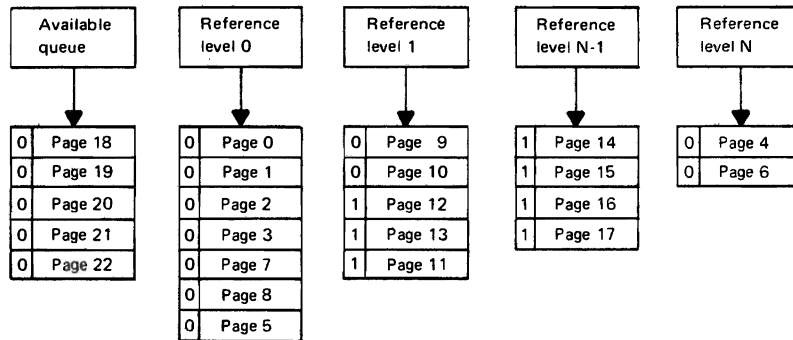 Available queue
Reference level 0
Reference level 1
Reference level N-1
Reference level N
0 Page 18
0 Page 19
0 Page 20
0 Page 21
0 Page 22
0 Page 0
0 Page 1
0 Page 2
0 Page 3
0 Page 7
0 Page 8
0 Page 5
0 Page 9
0 Page 10
1 Page 12
1 Page 13
1 Page 11
1 Page 14
1 Page 15
1 Page 16
1 Page 17
0 Page 4
0 Page 6